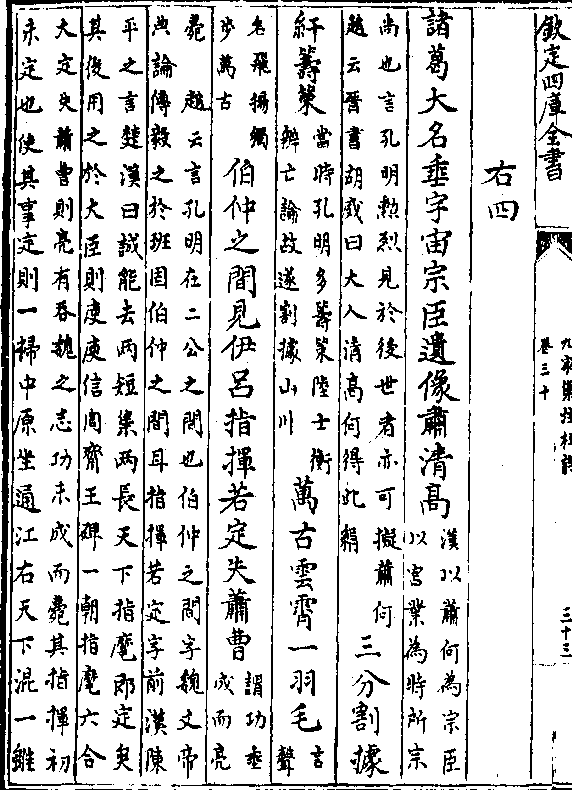 欽定四庫全書
九家集註杜詩
卷三十
三十三
右四
諸葛大名垂宇宙宗臣遺像肅清高
漢以蕭何為宗臣
以寫業為時所宗
尚也言孔明勲烈見於後世者亦可擬蕭何
趙云晉書胡威曰大人清高何得此絹
三分割據
紆籌策
當時孔明多籌策陸士衡
辨亡論故遂割據山川
萬古雲霄一羽毛
言
聲
名飛揚獨
步萬古
伯仲之間見伊吕指揮若定失蕭曹
謂功垂
成而亮
薨 趙云言孔明在二公之間也伯仲之間字魏文帝
典論傅毅之於班固伯仲之間耳指揮若定字前漢陳
平之言楚漢曰誠能去兩短集兩長天下指麾即定矣
其後用之於大臣則庾庾信周齊王碑一朝指麾六合
大定失蕭曹則亮有吞魏之志功未成而薨其指揮初
未定也使其事定則一掃中原坐通江右天下混一雖